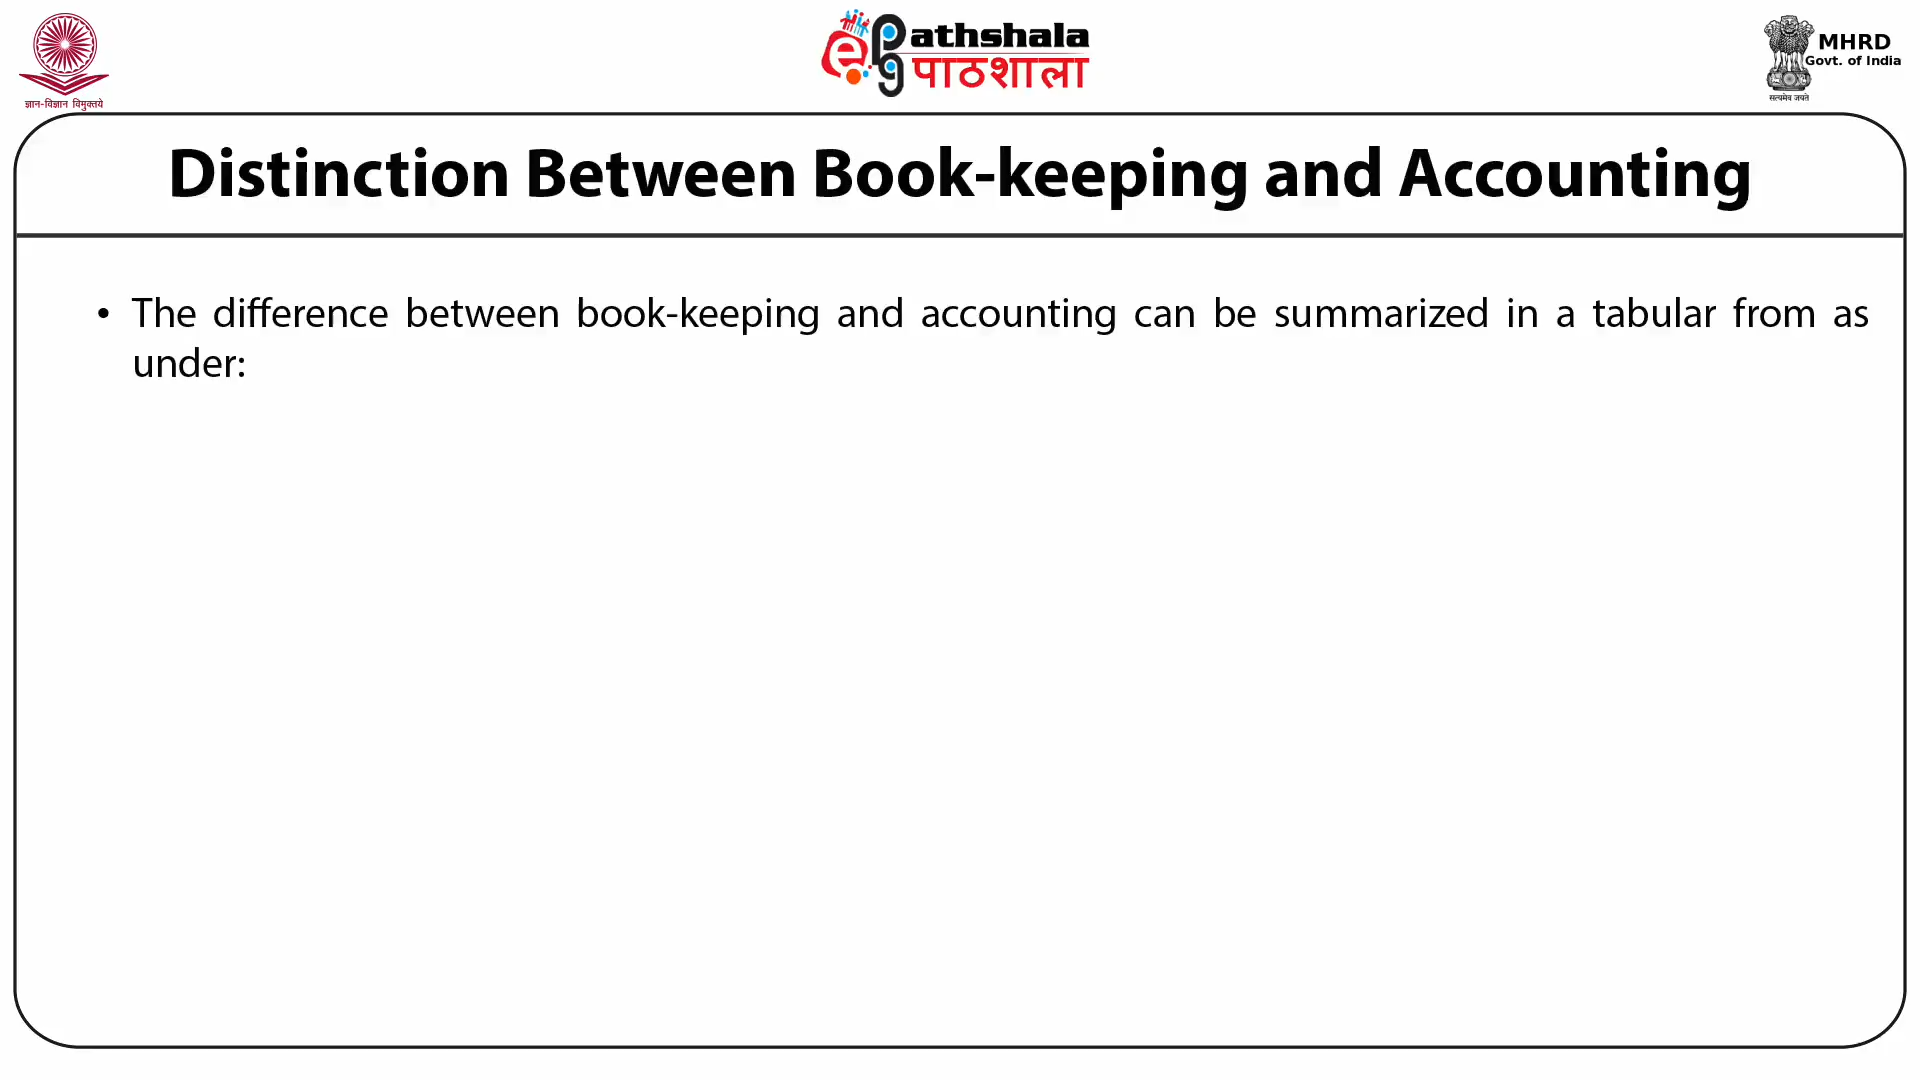 ज्ञान-विज्ञान विमुक्तये
e Pathshala
पाठशाला
MHRD
Govt. of India
सत्यमेव जयते
Distinction Between Book-keeping and Accounting
• The difference between book-keeping and accounting can be summarized in a tabular from as
under: